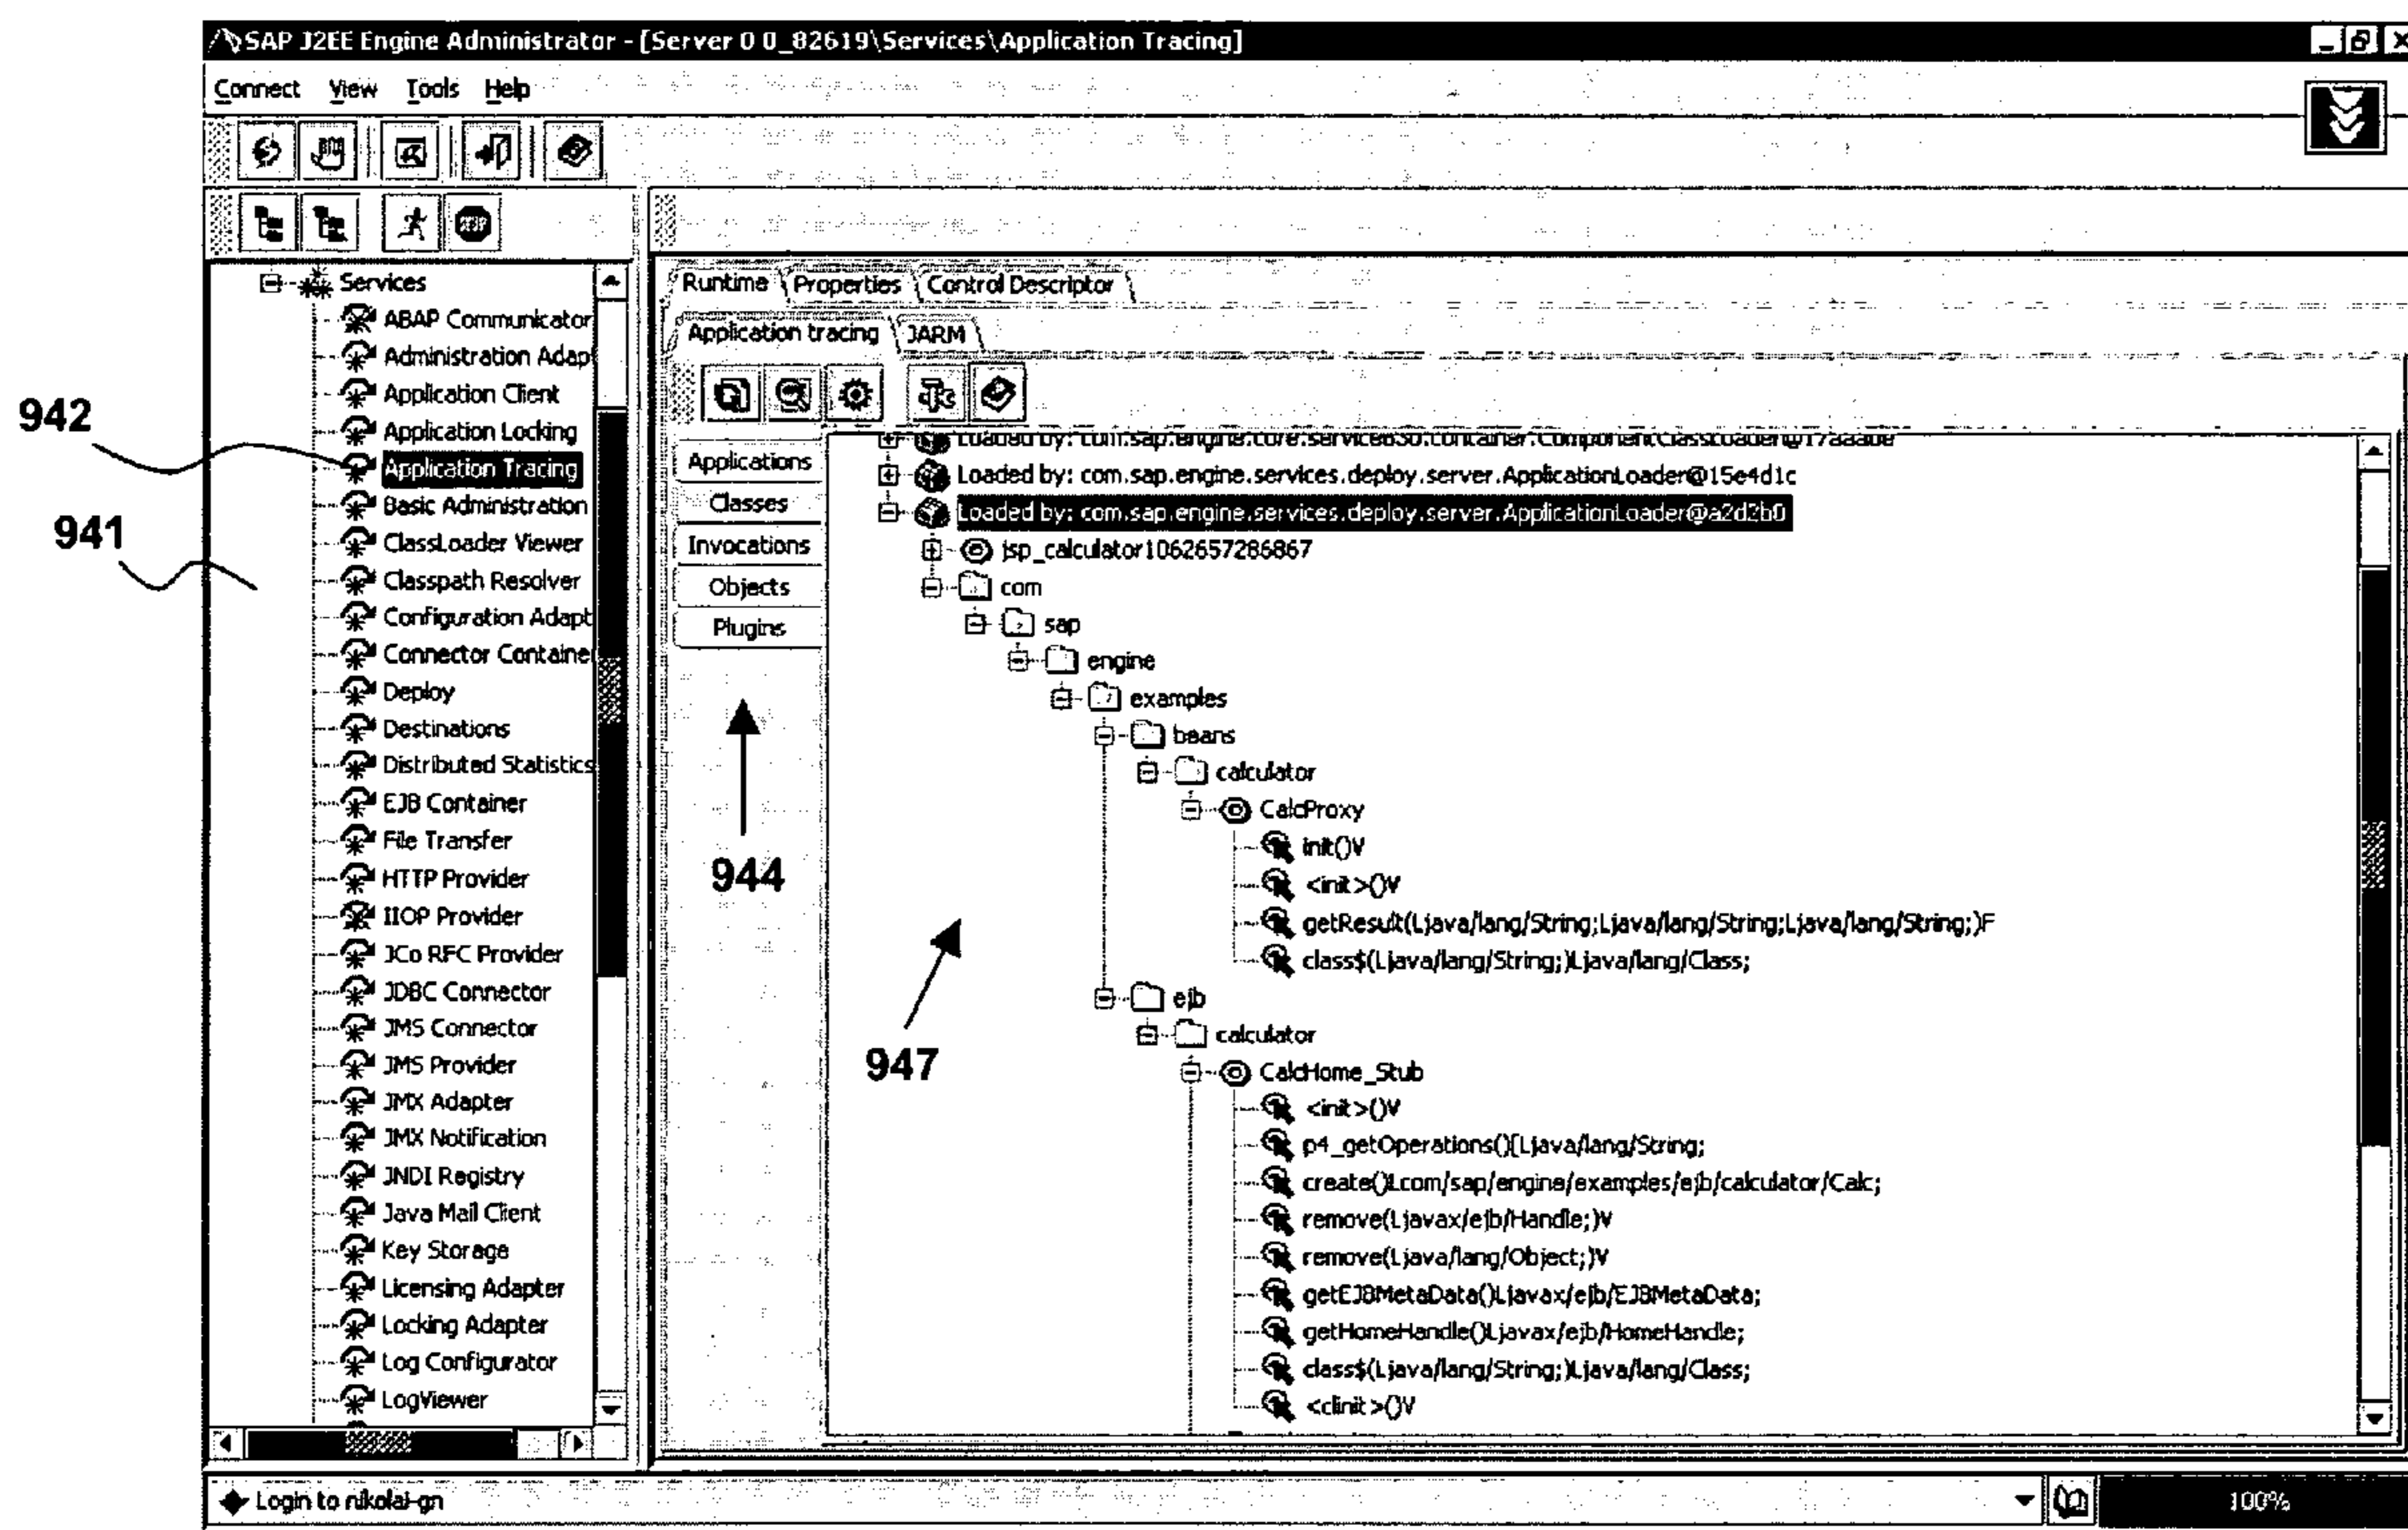 SAP J2EE Engine Administrator - [Server 0 0_82619\Services\Application Tracing]
Connect View Tools Help
Services
ABAP Communicator
Administration Adap
Application Client
Application Locking
Application Tracing
Basic Administration
ClassLoader Viewer
Classpath Resolver
Configuration Adapt
Connector Container
Deploy
Destinations
Distributed Statistics
EJB Container
File Transfer
HTTP Provider
IIOP Provider
JCo RFC Provider
JDBC Connector
JMS Connector
JMS Provider
JMX Adapter
JMX Notification
JNDI Registry
Java Mail Client
Key Storage
Licensing Adapter
Locking Adapter
Log Configurator
LogViewer
942
941
Runtime Properties Control Descriptor
Application tracing JARM
Applications
Classes
Invocations
Objects
Plugins
944
947
Loaded by: com.sap.engine.services.deploy.server.ApplicationLoader@15e4d1c
Loaded by: com.sap.engine.services.deploy.server.ApplicationLoader@a2d2b0
jsp_calculator1062657286867
com
sap
engine
examples
beans
calculator
CalcProxy
init()V
<init>()V
getResult(Ljava/lang/String;Ljava/lang/String;Ljava/lang/String;)F
class$(Ljava/lang/String;)Ljava/lang/Class;
ejb
calculator
CalcHome_Stub
<init>()V
p4_getOperations()[Ljava/lang/String;
create()Lcom/sap/engine/examples/ejb/calculator/Calc;
remove(Ljavax/ejb/Handle;)V
remove(Ljava/lang/Object;)V
getEJBMetaData()Ljavax/ejb/EJBMetaData;
getHomeHandle()Ljavax/ejb/HomeHandle;
class$(Ljava/lang/String;)Ljava/lang/Class;
<clinit>()V
Login to nikolai-gn
100%